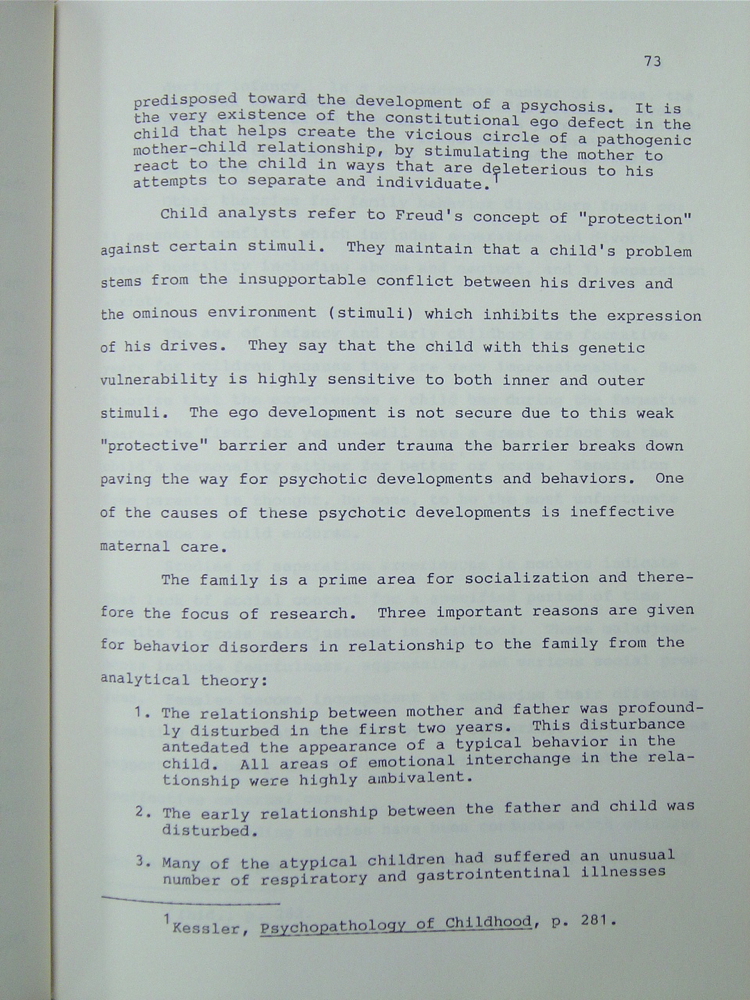 73
predisposed toward the development of a psychosis. It is
the very existence of the constitutional ego defect in the
child that helps create the vicious circle of a pathogenic
mother-child relationship, by stimulating the mother to
react to the child in ways that are deleterious to his
attempts to separate and individuate.1
Child analysts refer to Freud's concept of "protection"
against certain stimuli. They maintain that a child's problem
stems from the insupportable conflict between his drives and
the ominous environment (stimuli) which inhibits the expression
of his drives. They say that the child with this genetic
vulnerability is highly sensitive to both inner and outer
stimuli. The ego development is not secure due to this weak
"protective" barrier and under trauma the barrier breaks down
paving the way for psychotic developments and behaviors. One
of the causes of these psychotic developments is ineffective
maternal care.
The family is a prime area for socialization and there-
fore the focus of research. Three important reasons are given
for behavior disorders in relationship to the family from the
analytical theory:
1. The relationship between mother and father was profound-
ly disturbed in the first two years. This disturbance
antedated the appearance of a typical behavior in the
child. All areas of emotional interchange in the rela-
tionship were highly ambivalent.
2. The early relationship between the father and child was
disturbed.
3. Many of the atypical children had suffered an unusual
number of respiratory and gastrointentinal illnesses
1Kessler, Psychopathology of Childhood, p. 281.